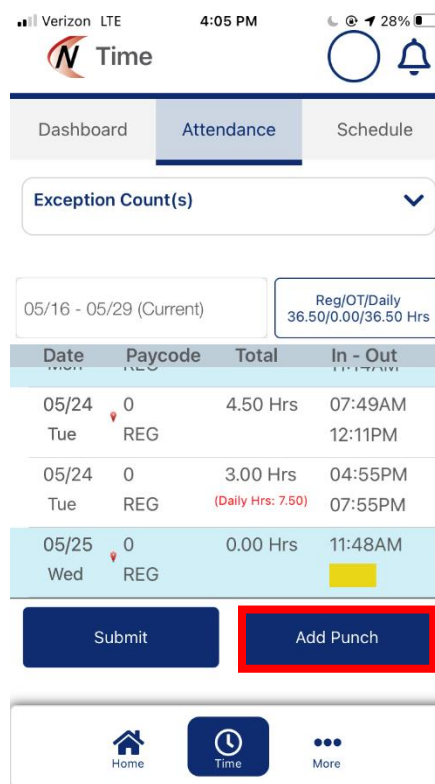 Verizon LTE 4:05 PM 28%
N Time
Dashboard Attendance Schedule
Exception Count(s)
05/16 - 05/29 (Current) Reg/OT/Daily
36.50/0.00/36.50 Hrs
Date Paycode Total In - Out
Mon REG 11:14AM
05/24 0 4.50 Hrs 07:49AM
Tue REG 12:11PM
05/24 0 3.00 Hrs 04:55PM
Tue REG (Daily Hrs: 7.50) 07:55PM
05/25 0 0.00 Hrs 11:48AM
Wed REG
Submit Add Punch
Home Time More